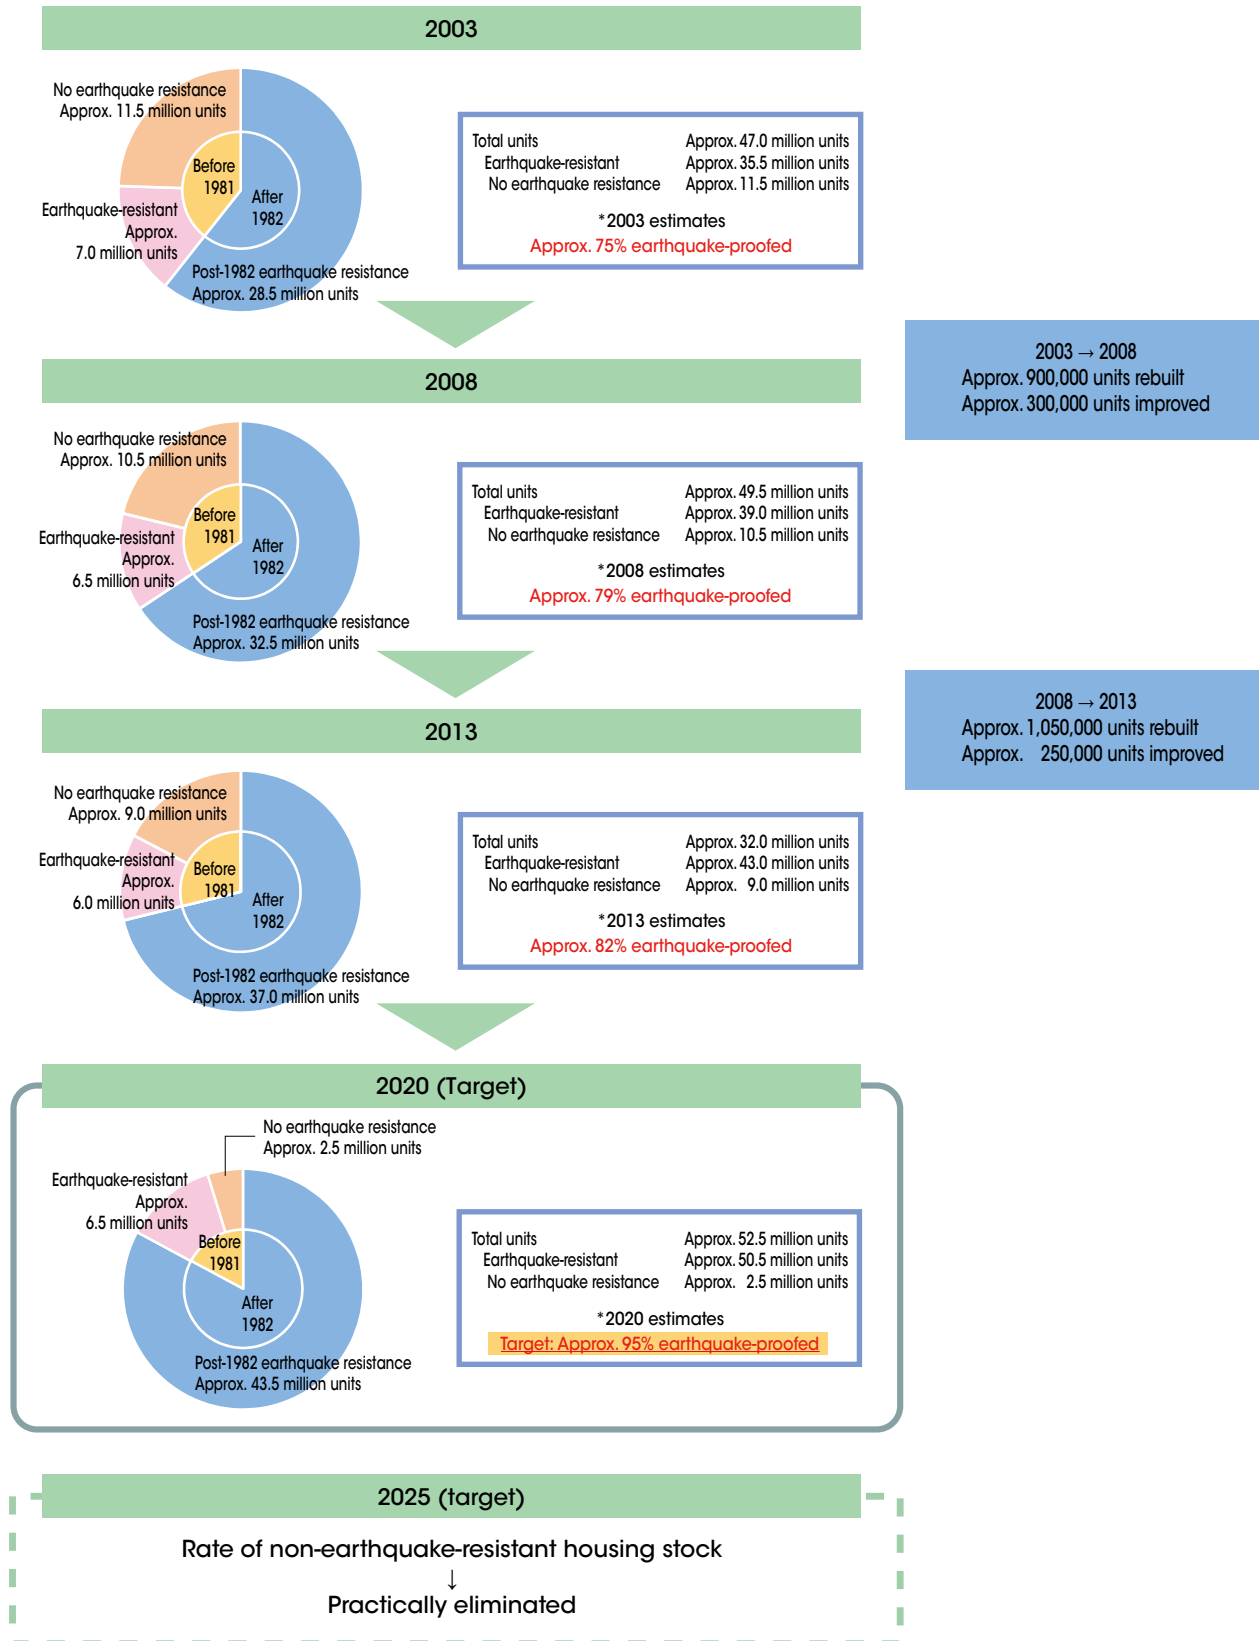 2003
No earthquake resistance
Approx. 11.5 million units
Before
1981
After
1982
Earthquake-resistant
Approx.
7.0 million units
Post-1982 earthquake resistance
Approx. 28.5 million units
Total units Approx. 47.0 million units
Earthquake-resistant Approx. 35.5 million units
No earthquake resistance Approx. 11.5 million units
*2003 estimates
Approx. 75% earthquake-proofed
2003 → 2008
Approx. 900,000 units rebuilt
Approx. 300,000 units improved
2008
No earthquake resistance
Approx. 10.5 million units
Before
1981
After
1982
Earthquake-resistant
Approx.
6.5 million units
Post-1982 earthquake resistance
Approx. 32.5 million units
Total units Approx. 49.5 million units
Earthquake-resistant Approx. 39.0 million units
No earthquake resistance Approx. 10.5 million units
*2008 estimates
Approx. 79% earthquake-proofed
2008 → 2013
Approx. 1,050,000 units rebuilt
Approx. 250,000 units improved
2013
No earthquake resistance
Approx. 9.0 million units
Before
1981
After
1982
Earthquake-resistant
Approx.
6.0 million units
Post-1982 earthquake resistance
Approx. 37.0 million units
Total units Approx. 32.0 million units
Earthquake-resistant Approx. 43.0 million units
No earthquake resistance Approx. 9.0 million units
*2013 estimates
Approx. 82% earthquake-proofed
2020 (Target)
No earthquake resistance
Approx. 2.5 million units
Earthquake-resistant
Approx.
6.5 million units
Before
1981
After
1982
Post-1982 earthquake resistance
Approx. 43.5 million units
Total units Approx. 52.5 million units
Earthquake-resistant Approx. 50.5 million units
No earthquake resistance Approx. 2.5 million units
*2020 estimates
Target: Approx. 95% earthquake-proofed
2025 (target)
Rate of non-earthquake-resistant housing stock
↓
Practically eliminated